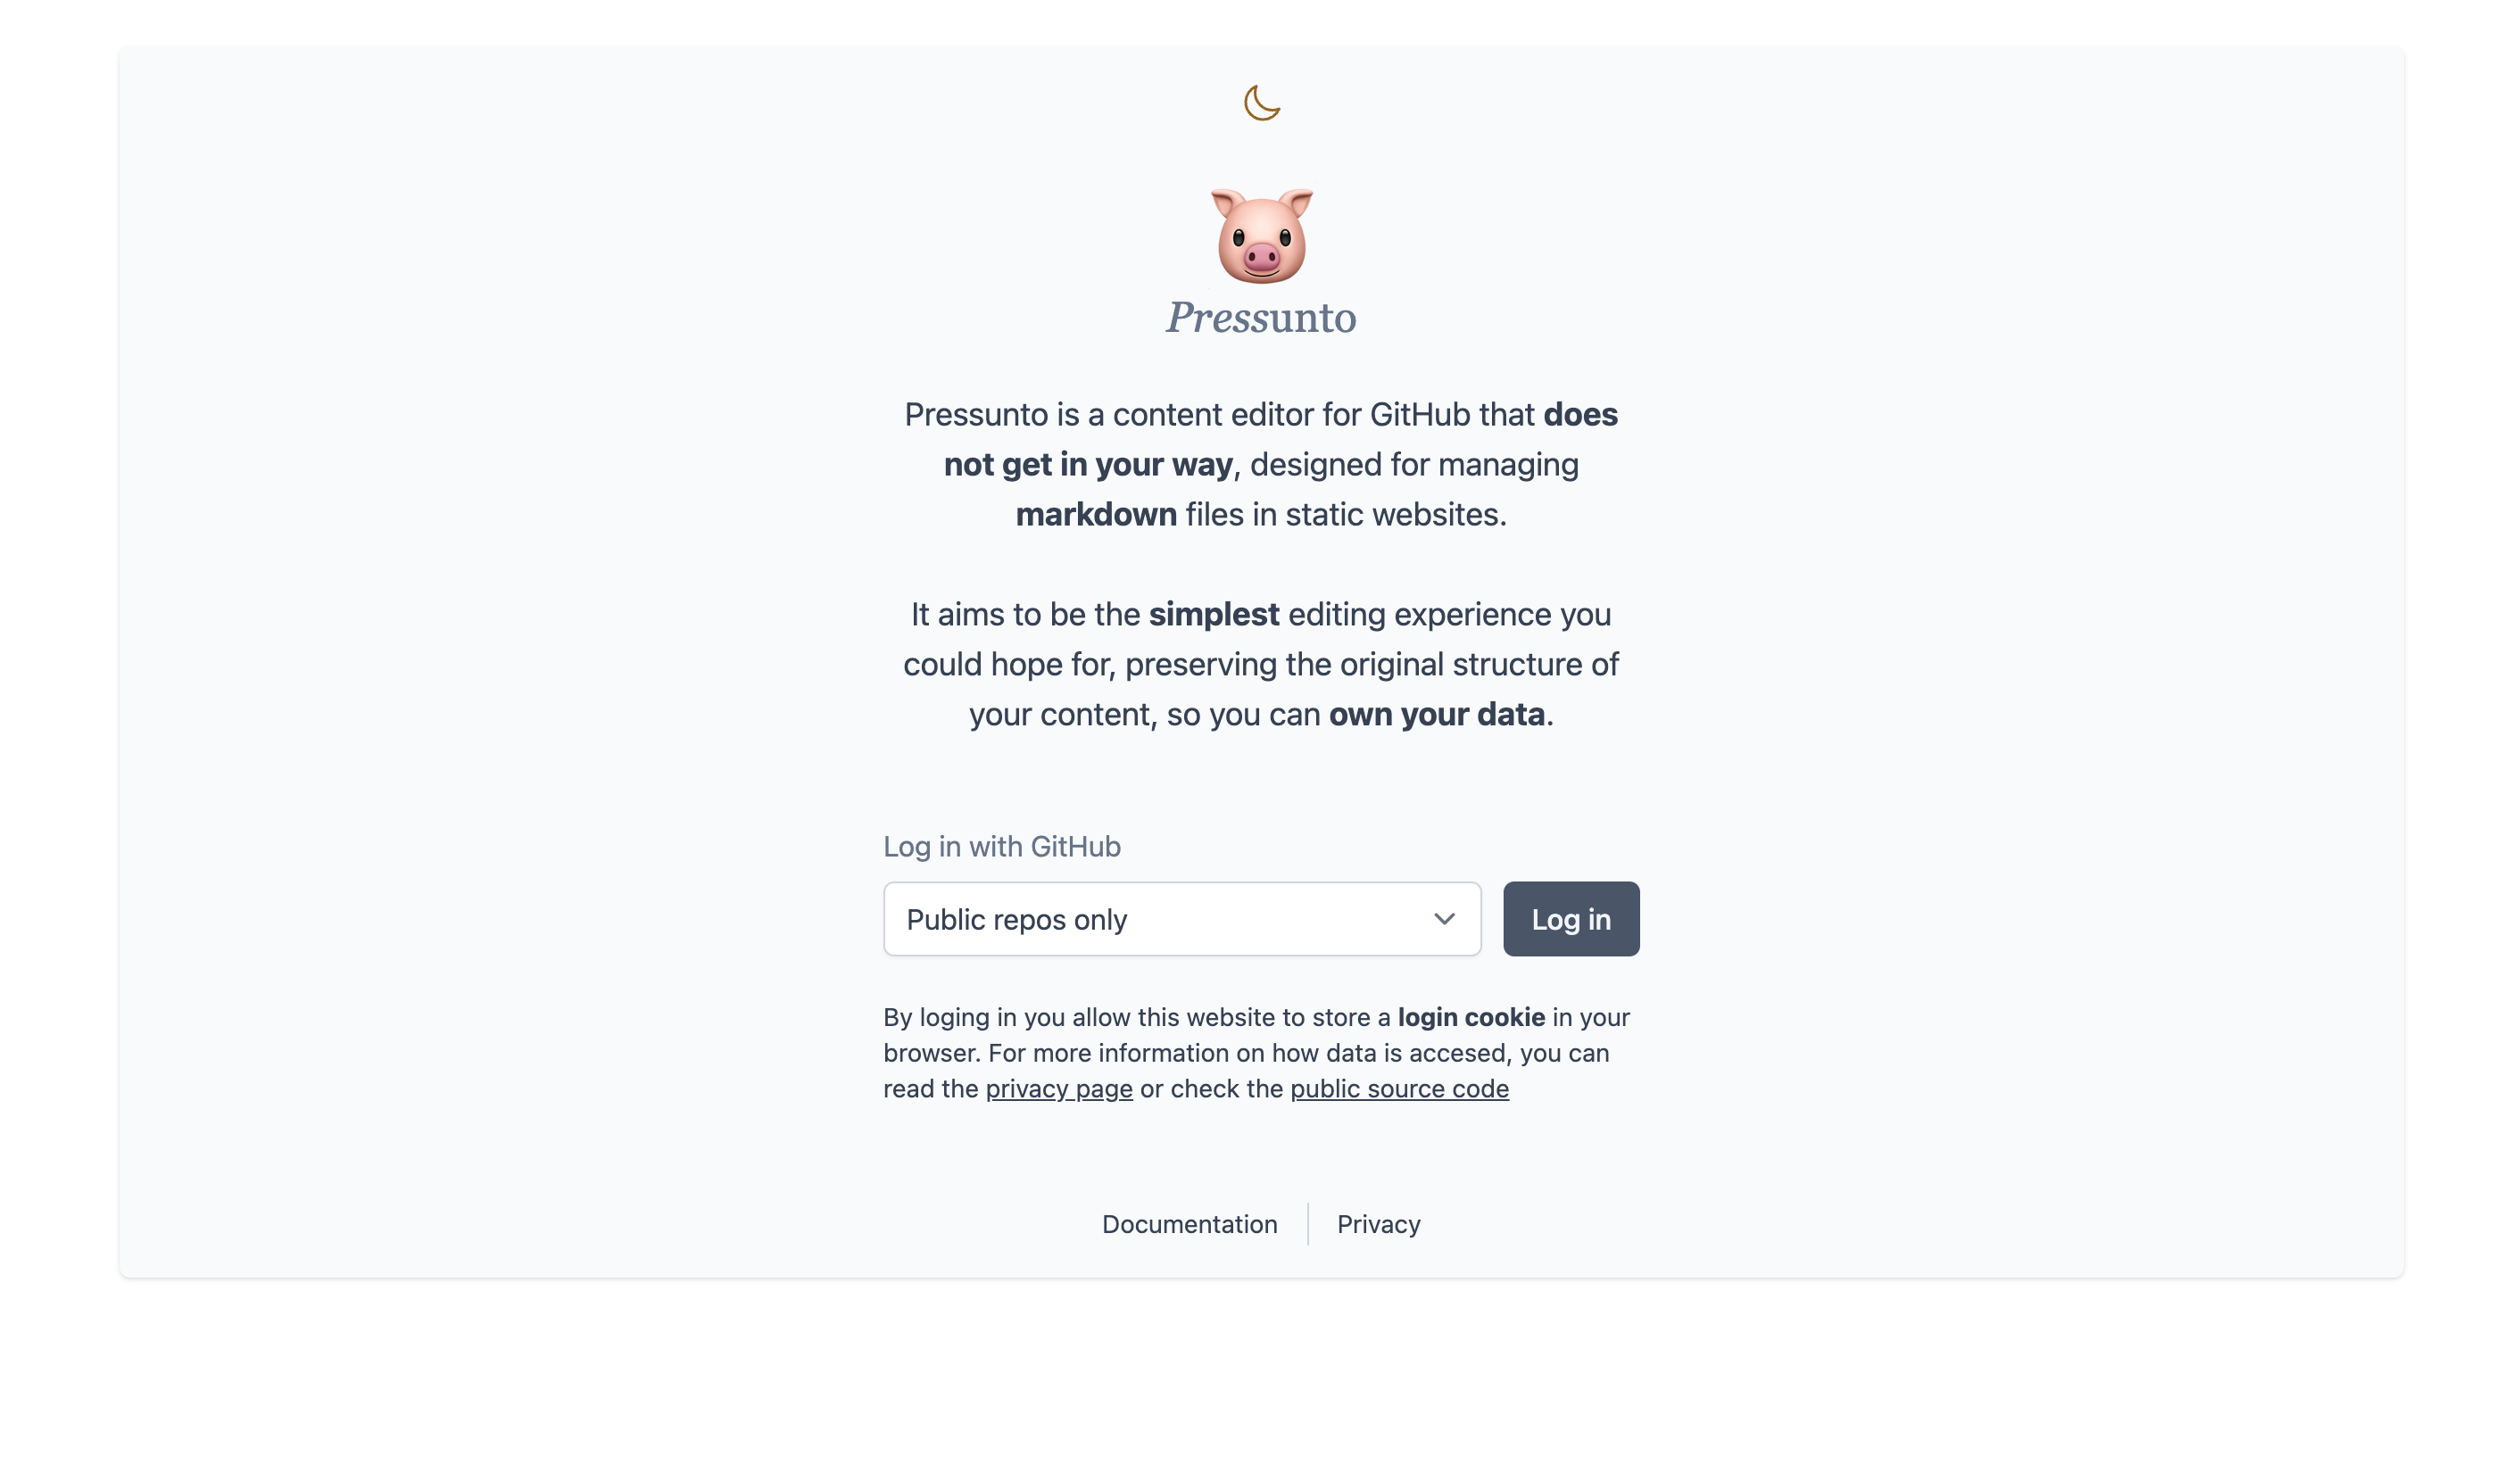 Pressunto
Pressunto is a content editor for GitHub that does
not get in your way, designed for managing
markdown files in static websites.
It aims to be the simplest editing experience you
could hope for, preserving the original structure of
your content, so you can own your data.
Log in with GitHub
Public repos only
Log in
By loging in you allow this website to store a login cookie in your
browser. For more information on how data is accesed, you can
read the privacy page or check the public source code
Documentation
Privacy